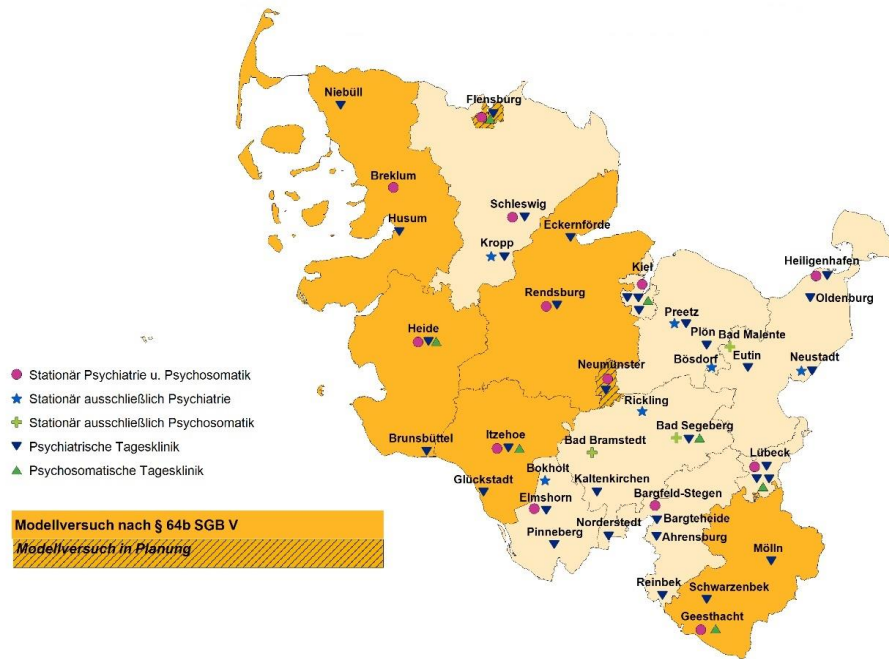 Niebüll
Flensburg
Breklum
Schleswig
Husum
Eckernförde
Kropp
Kiel
Heiligenhafen
Rendsburg
Oldenburg
Preetz
Heide
Plön
Bad Malente
Bösdorf
Eutin
Neustadt
Neumünster
Rickling
Brunsbüttel
Itzehoe
Bad Segeberg
Bad Bramstedt
Lübeck
Bokholt
Glückstadt
Kaltenkirchen
Elmshorn
Bargfeld-Stegen
Norderstedt
Bargteheide
Pinneberg
Ahrensburg
Mölln
Reinbek
Schwarzenbek
Geesthacht
Stationär Psychiatrie u. Psychosomatik
Stationär ausschließlich Psychiatrie
Stationär ausschließlich Psychosomatik
Psychiatrische Tagesklinik
Psychosomatische Tagesklinik
Modellversuch nach § 64b SGB V
Modellversuch in Planung